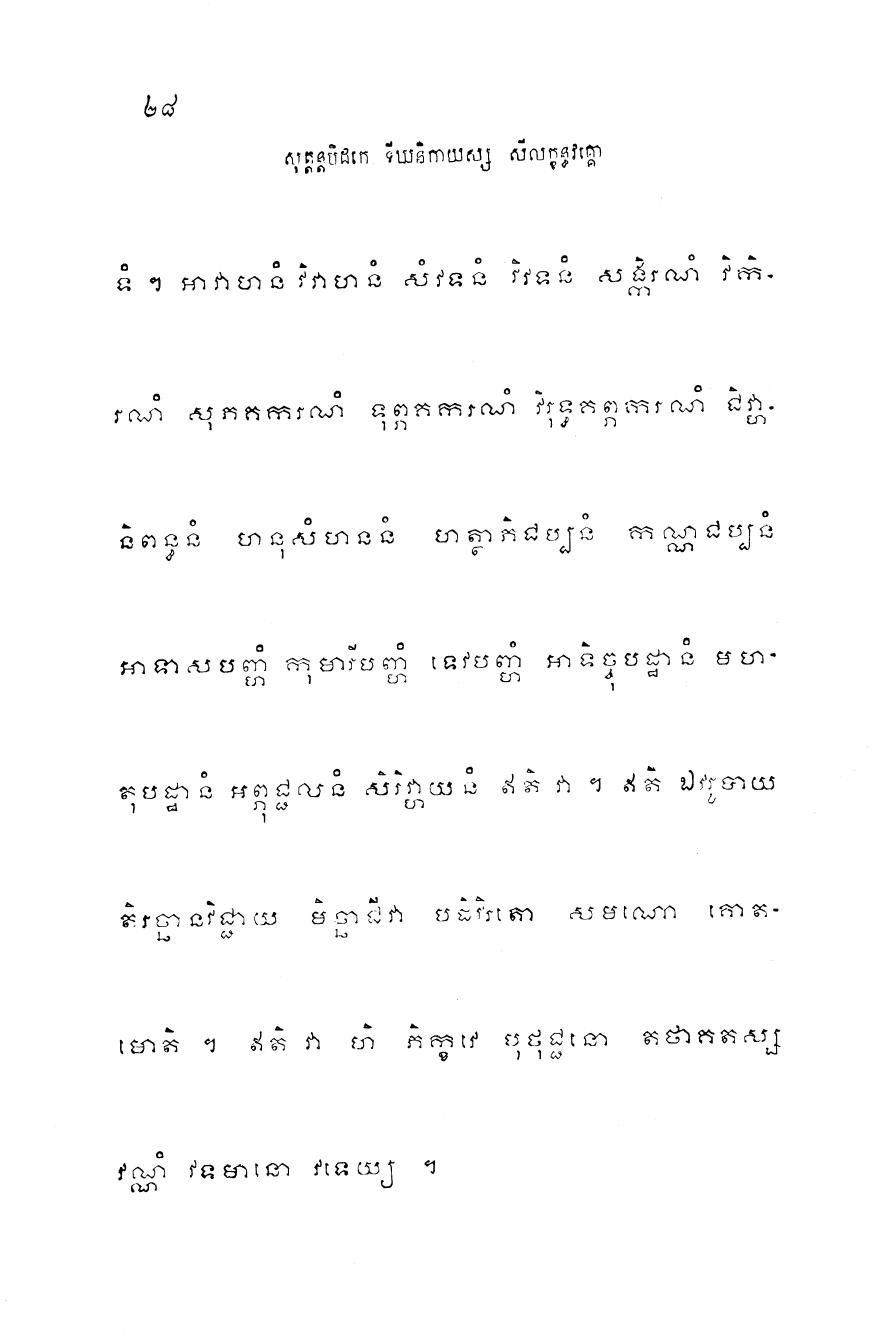 ២៨
សុត្តន្តបិដកេ ទីឃនិកាយស្ស សីលក្ខន្ធវគ្គោ
ទំ ។ អាវាហនំ វិវាហនំ សំវទនំ វិវទនំ សង្កិរណំ វិកិ-
រណំ សុភគករណំ ទុព្ភគករណំ វិរុទ្ធគព្ភករណំ ជិវ្ហា-
និពន្ធនំ ហនុសំហននំ ហត្ថាភិជប្បនំ កណ្ណជប្បនំ
អាទាសបញ្ហំ កុមារីបញ្ហំ ទេវបញ្ហំ អាទិច្ចុបដ្ឋានំ មហ-
តុបដ្ឋានំ អព្ភុជ្ជលនំ សិរិវ្ហាយនំ ឥតិ វា ។ ឥតិ ឯវរូបាយ
តិរច្ឆានវិជ្ជាយ មិច្ឆាជីវា បដិវិរតោ សមណោ គោត-
មោតិ ។ ឥតិ វា ហិ ភិក្ខវេ បុថុជ្ជនោ តថាគតស្ស
វណ្ណំ វទមានោ វទេយ្យ ។